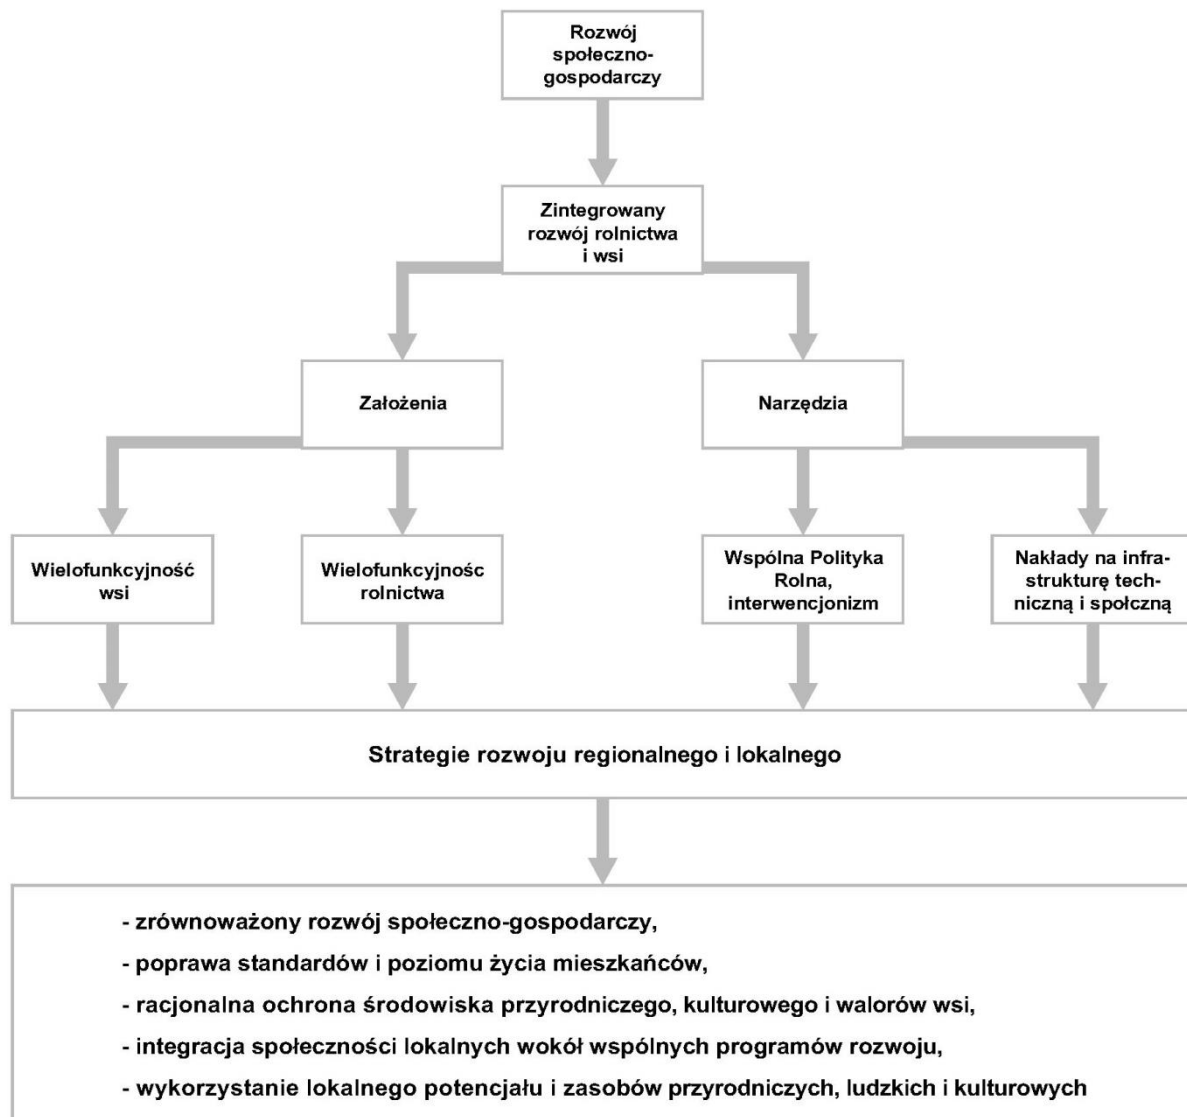 Rozwój
społeczno-
gospodarczy
Zintegrowany
rozwój rolnictwa
i wsi
Założenia
Narzędzia
Wielofunkcyjność
wsi
Wielofunkcyjnośc
rolnictwa
Wspólna Polityka
Rolna,
interwencjonizm
Nakłady na infra-
strukturę tech-
niczną i społczną
Strategie rozwoju regionalnego i lokalnego
- zrównoważony rozwój społeczno-gospodarczy,
- poprawa standardów i poziomu życia mieszkańców,
- racjonalna ochrona środowiska przyrodniczego, kulturowego i walorów wsi,
- integracja społeczności lokalnych wokół wspólnych programów rozwoju,
- wykorzystanie lokalnego potencjału i zasobów przyrodniczych, ludzkich i kulturowych